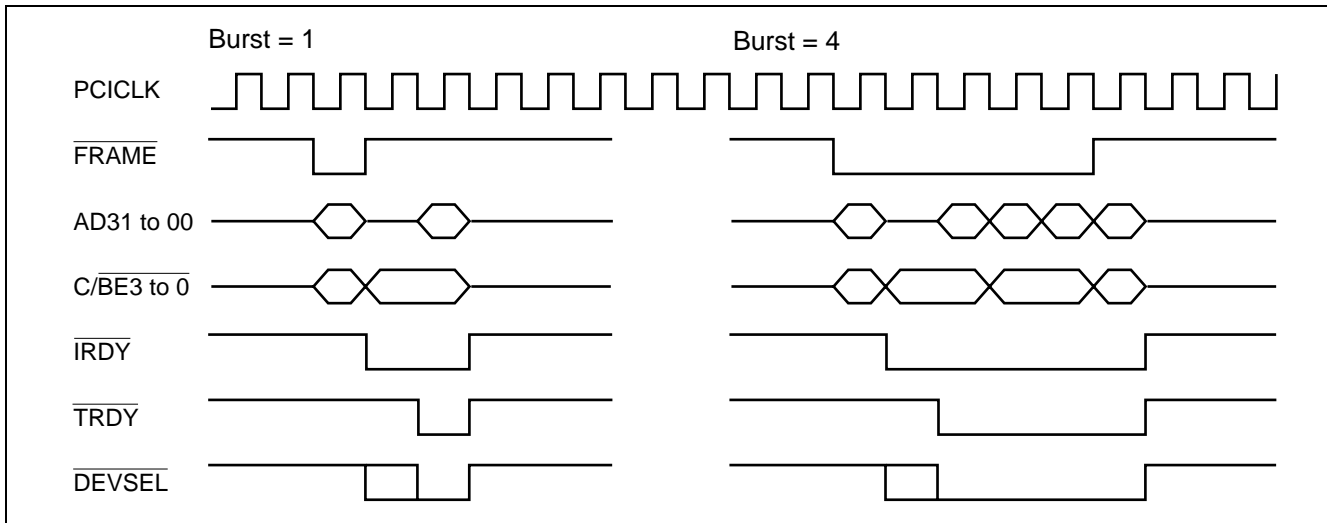 Burst = 1
Burst = 4
PCICLK
FRAME
AD31 to 00
C/BE3 to 0
IRDY
TRDY
DEVSEL